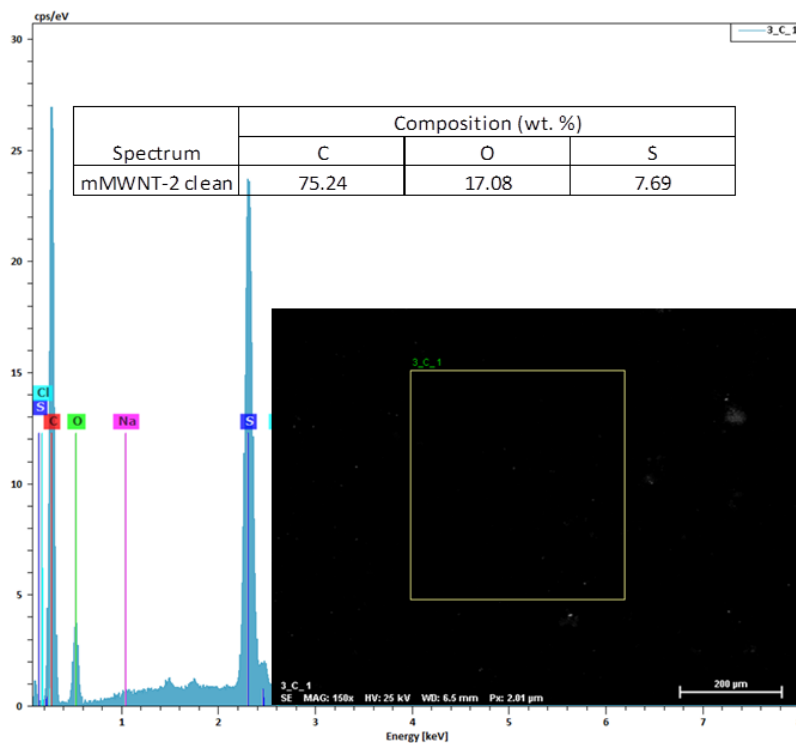 cps/eV
3_C_1
30
25
20
15
10
5
0
Composition (wt. %)
Spectrum C O S
mMWNT-2 clean 75.24 17.08 7.69
Cl
S
C
O
Na
S
3_C_1
3_C_1
SE MAG: 150x HV: 25 kV WD: 6.5 mm Px: 2.01 µm
200 µm
1 2 3 4 5 6 7
Energy [keV]